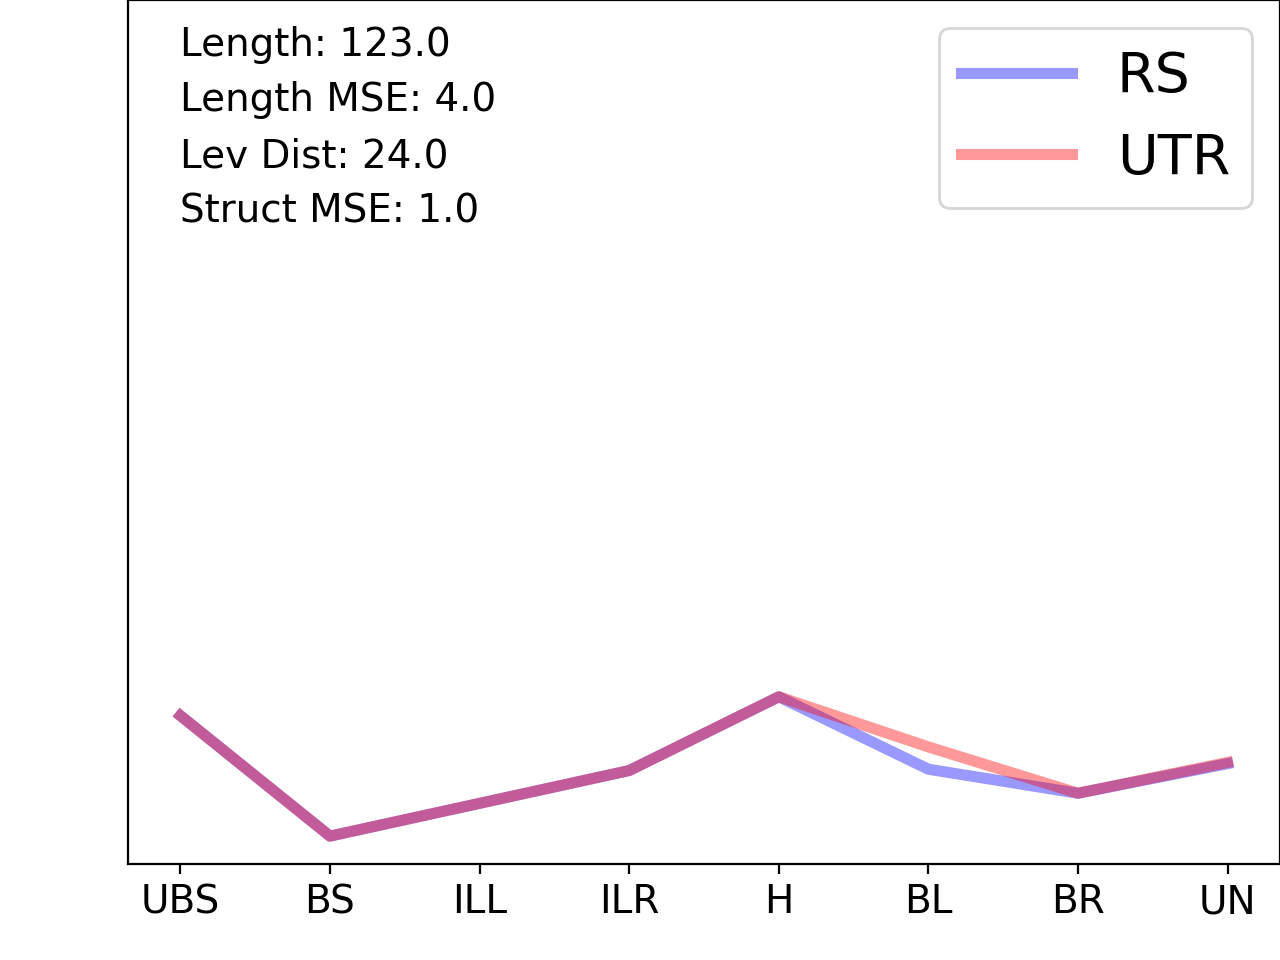 Length: 123.0
Length MSE: 4.0
Lev Dist: 24.0
Struct MSE: 1.0
RS
UTR
UBS BS ILL ILR H BL BR UN